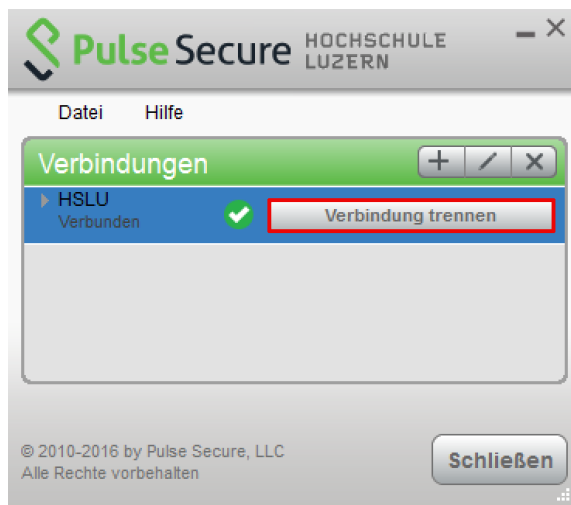 Pulse Secure HOCHSCHULE
LUZERN
Datei Hilfe
Verbindungen
HSLU
Verbunden
Verbindung trennen
© 2010-2016 by Pulse Secure, LLC
Alle Rechte vorbehalten
Schließen